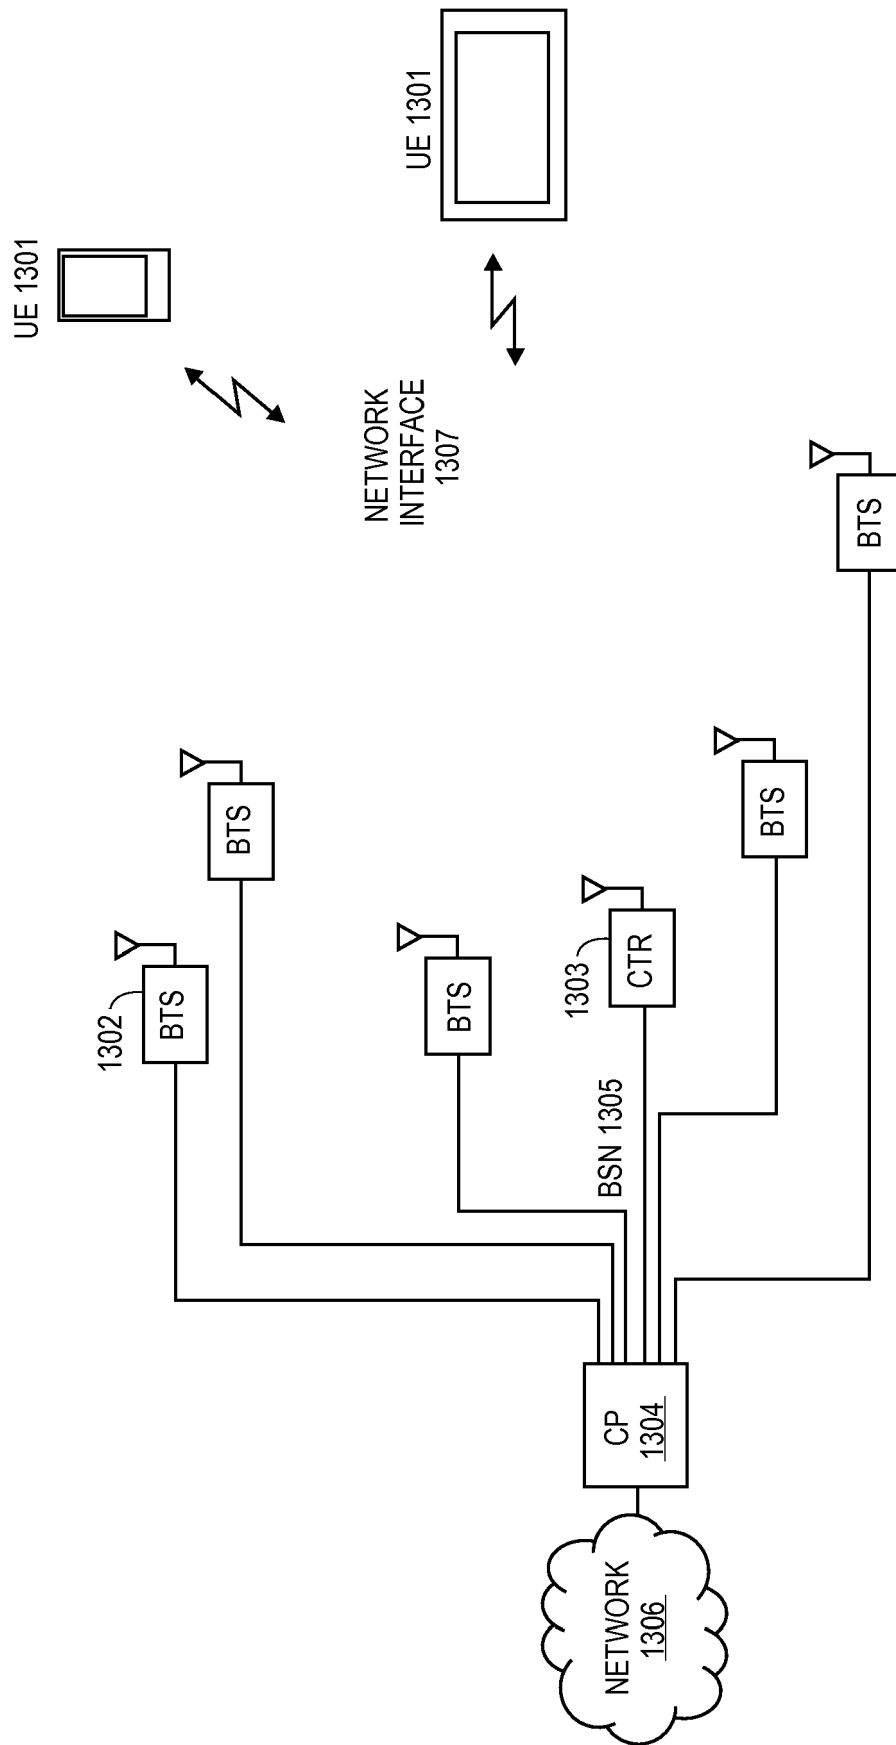 UE 1301
UE 1301
NETWORK
INTERFACE
1307
BTS
BTS
BTS
1302
BTS
BTS
1303
CTR
BSN 1305
CP
1304
NETWORK
1306